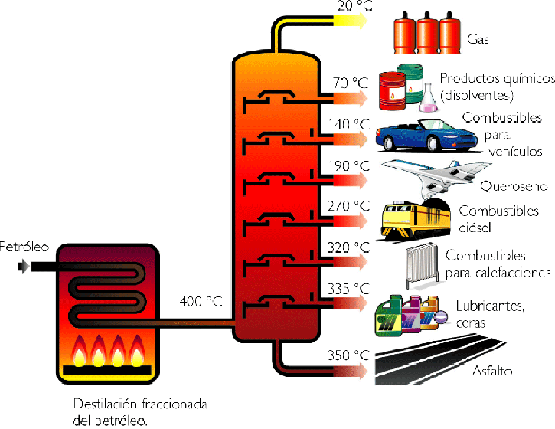 20 °C
Gas
70 °C
Productos químicos
(disolventes)
140 °C
Combustibles
para
vehículos
90 °C
Queroseno
270 °C
Combustibles
diésel
320 °C
Combustibles
para calefacciones
335 °C
Lubricantes,
ceras
350 °C
Asfalto
Petróleo
400 °C
Destilación fraccionada
del petróleo.